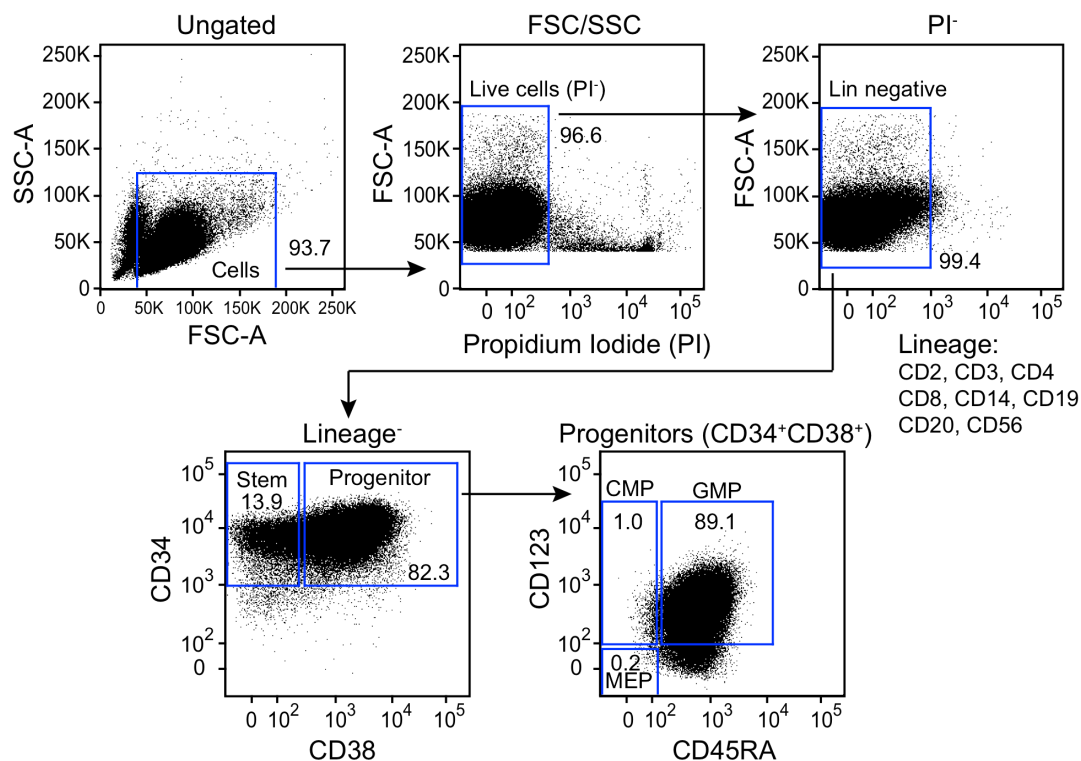 Ungated
250K
200K
150K
100K
50K
0
SSC-A
93.7
Cells
0 50K 100K 150K 200K 250K
FSC-A
FSC/SSC
250K
200K
150K
100K
50K
0
FSC-A
Live cells (PI-)
96.6
0 10² 10³ 10⁴ 10⁵
Propidium Iodide (PI)
PI-
250K
200K
150K
100K
50K
0
FSC-A
Lin negative
99.4
0 10² 10³ 10⁴ 10⁵
Lineage:
CD2, CD3, CD4
CD8, CD14, CD19
CD20, CD56
Lineage-
10⁵
10⁴
10³
10²
0
CD34
Stem
13.9
Progenitor
82.3
0 10² 10³ 10⁴ 10⁵
CD38
Progenitors (CD34+CD38+)
10⁵
10⁴
10³
10²
0
CD123
CMP
1.0
GMP
89.1
0.2
MEP
0 10² 10³ 10⁴ 10⁵
CD45RA